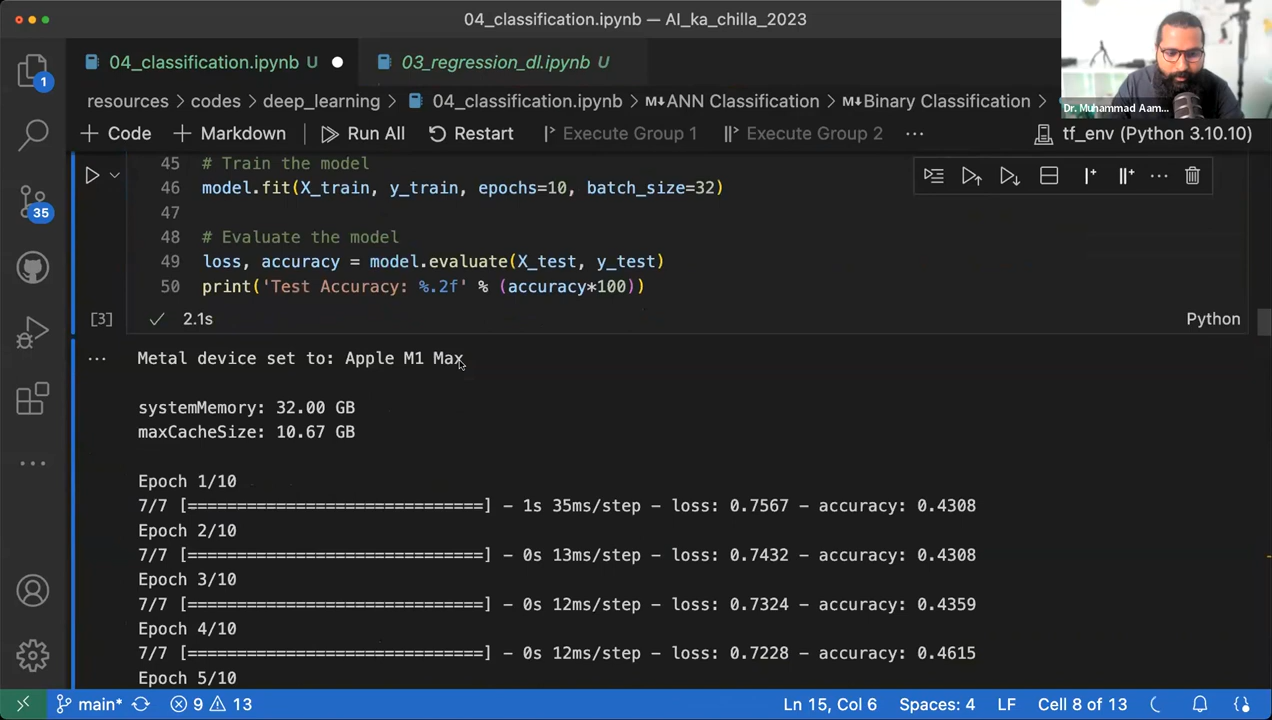 04_classification.ipynb — AI_ka_chilla_2023
04_classification.ipynb U
03_regression_dl.ipynb U
resources > codes > deep_learning > 04_classification.ipynb > M↓ANN Classification > M↓Binary Classification >
+ Code + Markdown Run All Restart Execute Group 1 Execute Group 2 ... tf_env (Python 3.10.10)
Dr. Muhammad Aam...
1
35
45 # Train the model
46 model.fit(X_train, y_train, epochs=10, batch_size=32)
47
48 # Evaluate the model
49 loss, accuracy = model.evaluate(X_test, y_test)
50 print('Test Accuracy: %.2f' % (accuracy*100))
[3] 2.1s Python
... Metal device set to: Apple M1 Max
systemMemory: 32.00 GB
maxCacheSize: 10.67 GB
Epoch 1/10
7/7 [==============================] - 1s 35ms/step - loss: 0.7567 - accuracy: 0.4308
Epoch 2/10
7/7 [==============================] - 0s 13ms/step - loss: 0.7432 - accuracy: 0.4308
Epoch 3/10
7/7 [==============================] - 0s 12ms/step - loss: 0.7324 - accuracy: 0.4359
Epoch 4/10
7/7 [==============================] - 0s 12ms/step - loss: 0.7228 - accuracy: 0.4615
Epoch 5/10
main* 9 13 Ln 15, Col 6 Spaces: 4 LF Cell 8 of 13